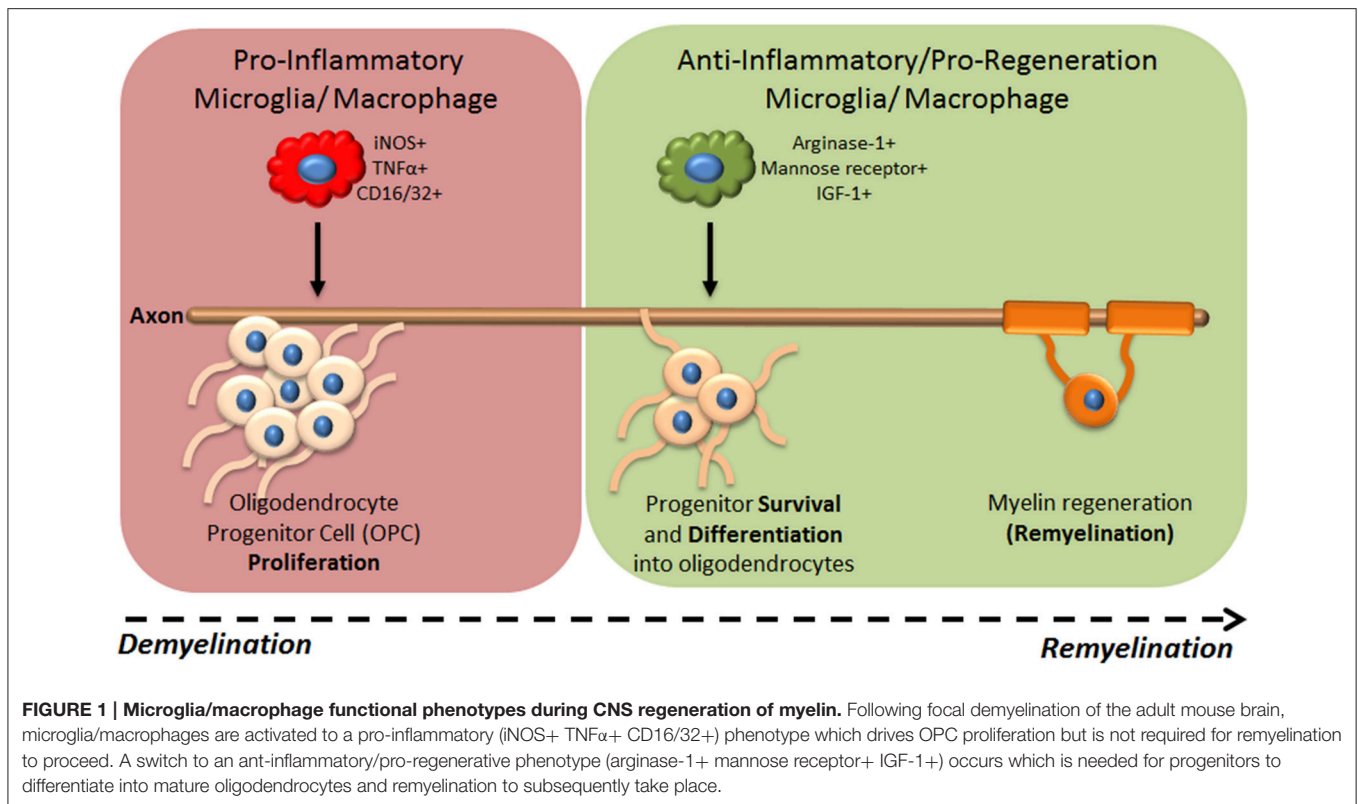 Pro-Inflammatory
Microglia/ Macrophage
iNOS+
TNFα+
CD16/32+
Anti-Inflammatory/Pro-Regeneration
Microglia/ Macrophage
Arginase-1+
Mannose receptor+
IGF-1+
Axon
Oligodendrocyte
Progenitor Cell (OPC)
Proliferation
Progenitor Survival
and Differentiation
into oligodendrocytes
Myelin regeneration
(Remyelination)
Demyelination
Remyelination
FIGURE 1 | Microglia/macrophage functional phenotypes during CNS regeneration of myelin. Following focal demyelination of the adult mouse brain,
microglia/macrophages are activated to a pro-inflammatory (iNOS+ TNFα+ CD16/32+) phenotype which drives OPC proliferation but is not required for remyelination
to proceed. A switch to an ant-inflammatory/pro-regenerative phenotype (arginase-1+ mannose receptor+ IGF-1+) occurs which is needed for progenitors to
differentiate into mature oligodendrocytes and remyelination to subsequently take place.